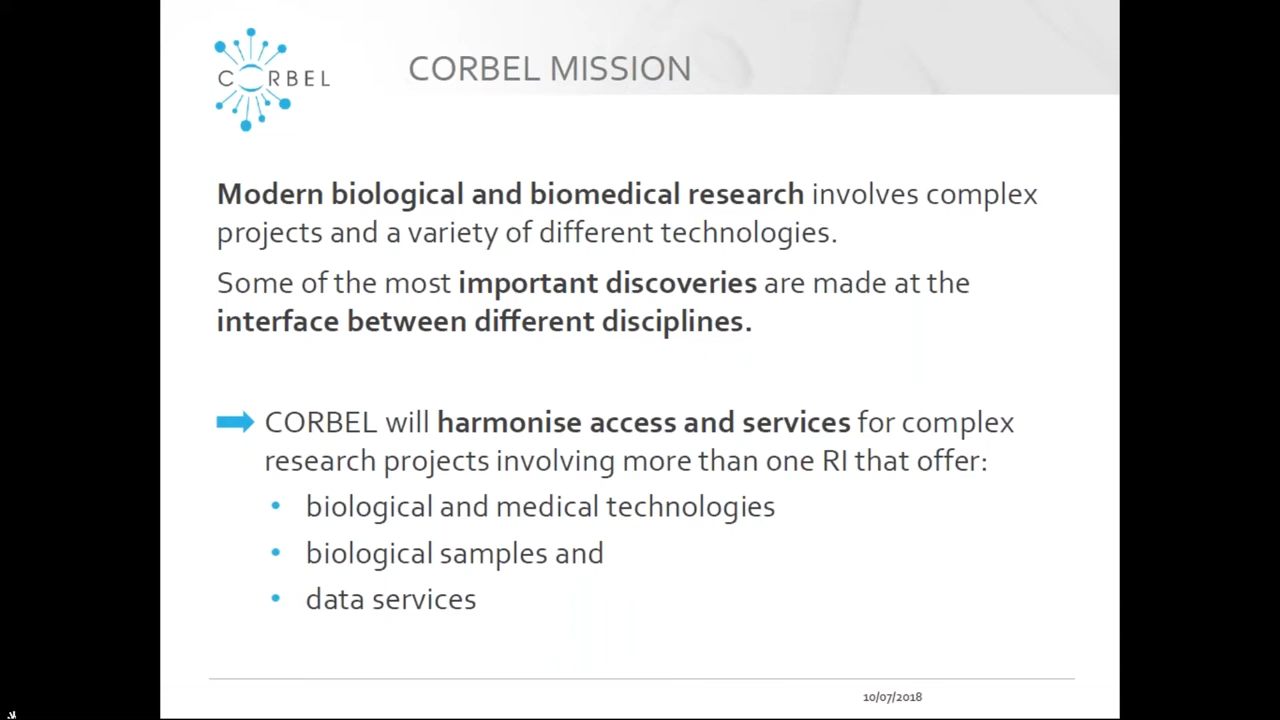 CORBEL
CORBEL MISSION
Modern biological and biomedical research involves complex
projects and a variety of different technologies.
Some of the most important discoveries are made at the
interface between different disciplines.
CORBEL will harmonise access and services for complex
research projects involving more than one RI that offer:
• biological and medical technologies
• biological samples and
• data services
10/07/2018